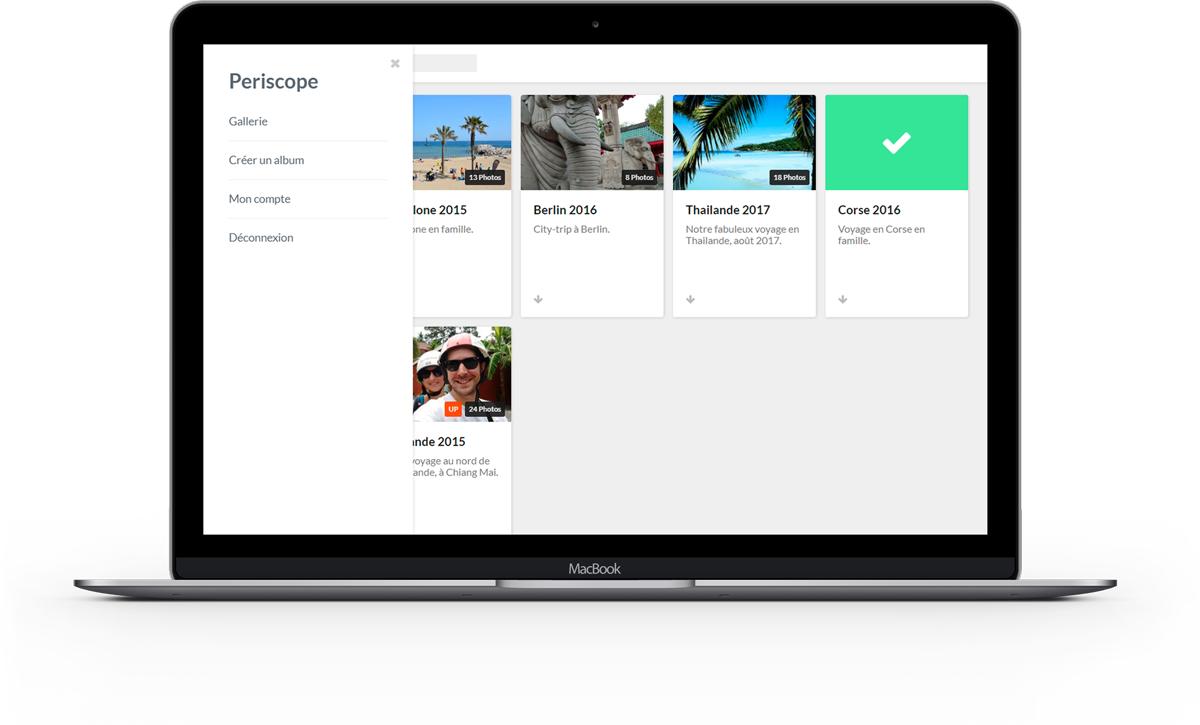 Periscope
Gallerie
Créer un album
Mon compte
Déconnexion
13 Photos
lone 2015
one en famille.
8 Photos
Berlin 2016
City-trip à Berlin.
18 Photos
Thailande 2017
Notre fabuleux voyage en
Thailande, août 2017.
Corse 2016
Voyage en Corse en
famille.
UP
24 Photos
ande 2015
voyage au nord de
ande, à Chiang Mai.
MacBook